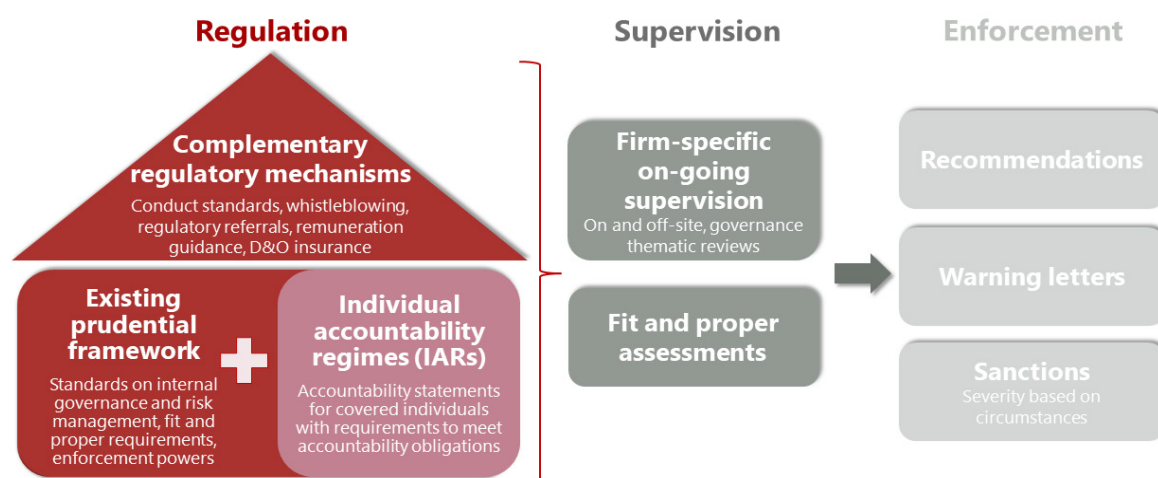 Regulation
Complementary
regulatory mechanisms
Conduct standards, whistleblowing,
regulatory referrals, remuneration
guidance, D&O insurance
Existing
prudential
framework
Standards on internal
governance and risk
management, fit and
proper requirements,
enforcement powers
+
Individual
accountability
regimes (IARs)
Accountability statements
for covered individuals
with requirements to meet
accountability obligations
Supervision
Firm-specific
on-going
supervision
On and off-site, governance
thematic reviews
Fit and proper
assessments
Enforcement
Recommendations
Warning letters
Sanctions
Severity based on
circumstances